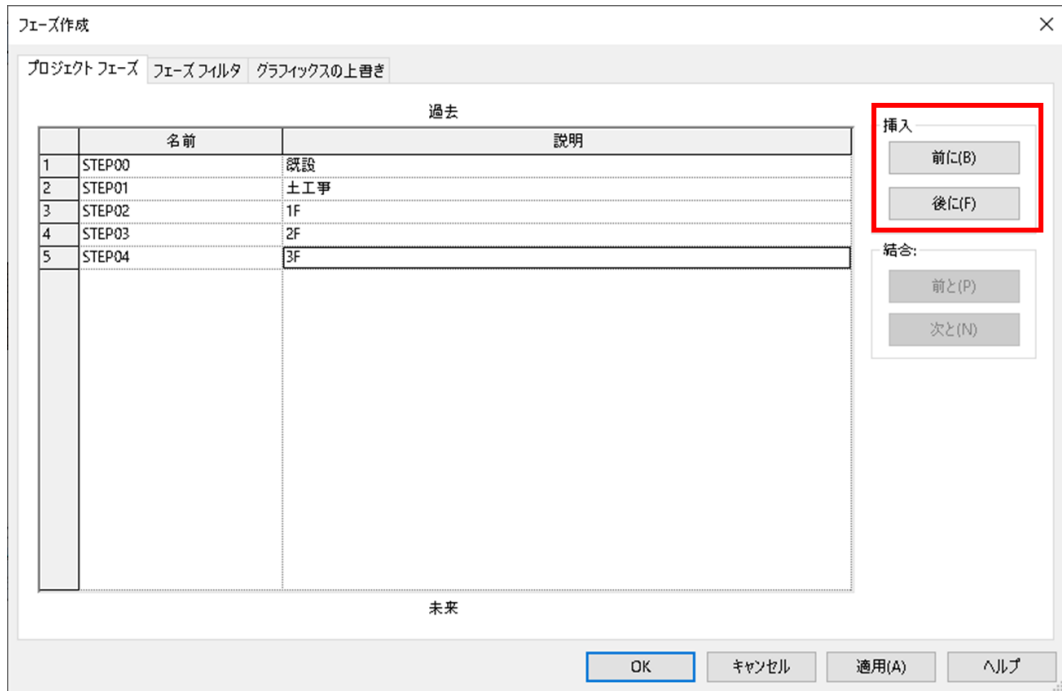 フェーズ作成
プロジェクト フェーズ フェーズ フィルタ グラフィックスの上書き
過去
名前 説明
1 STEP00 既設
2 STEP01 土工事
3 STEP02 1F
4 STEP03 2F
5 STEP04 3F
未来
挿入
前に(B)
後に(F)
結合:
前と(P)
次と(N)
OK キャンセル 適用(A) ヘルプ